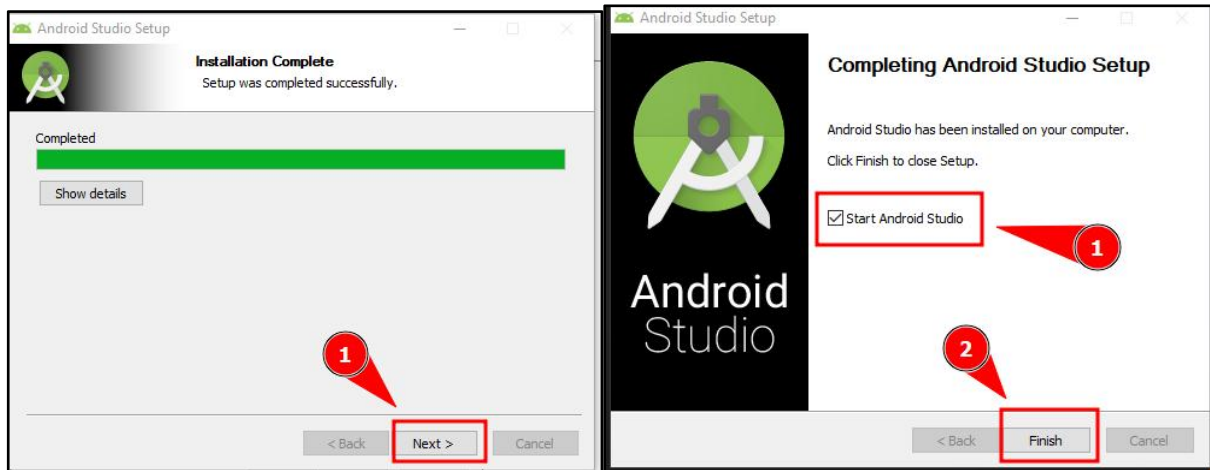 Android Studio Setup
Installation Complete
Setup was completed successfully.
Completed
Show details
1
< Back
Next >
Cancel
Android Studio Setup
Completing Android Studio Setup
Android Studio has been installed on your computer.
Click Finish to close Setup.
Start Android Studio
1
Android
Studio
2
< Back
Finish
Cancel